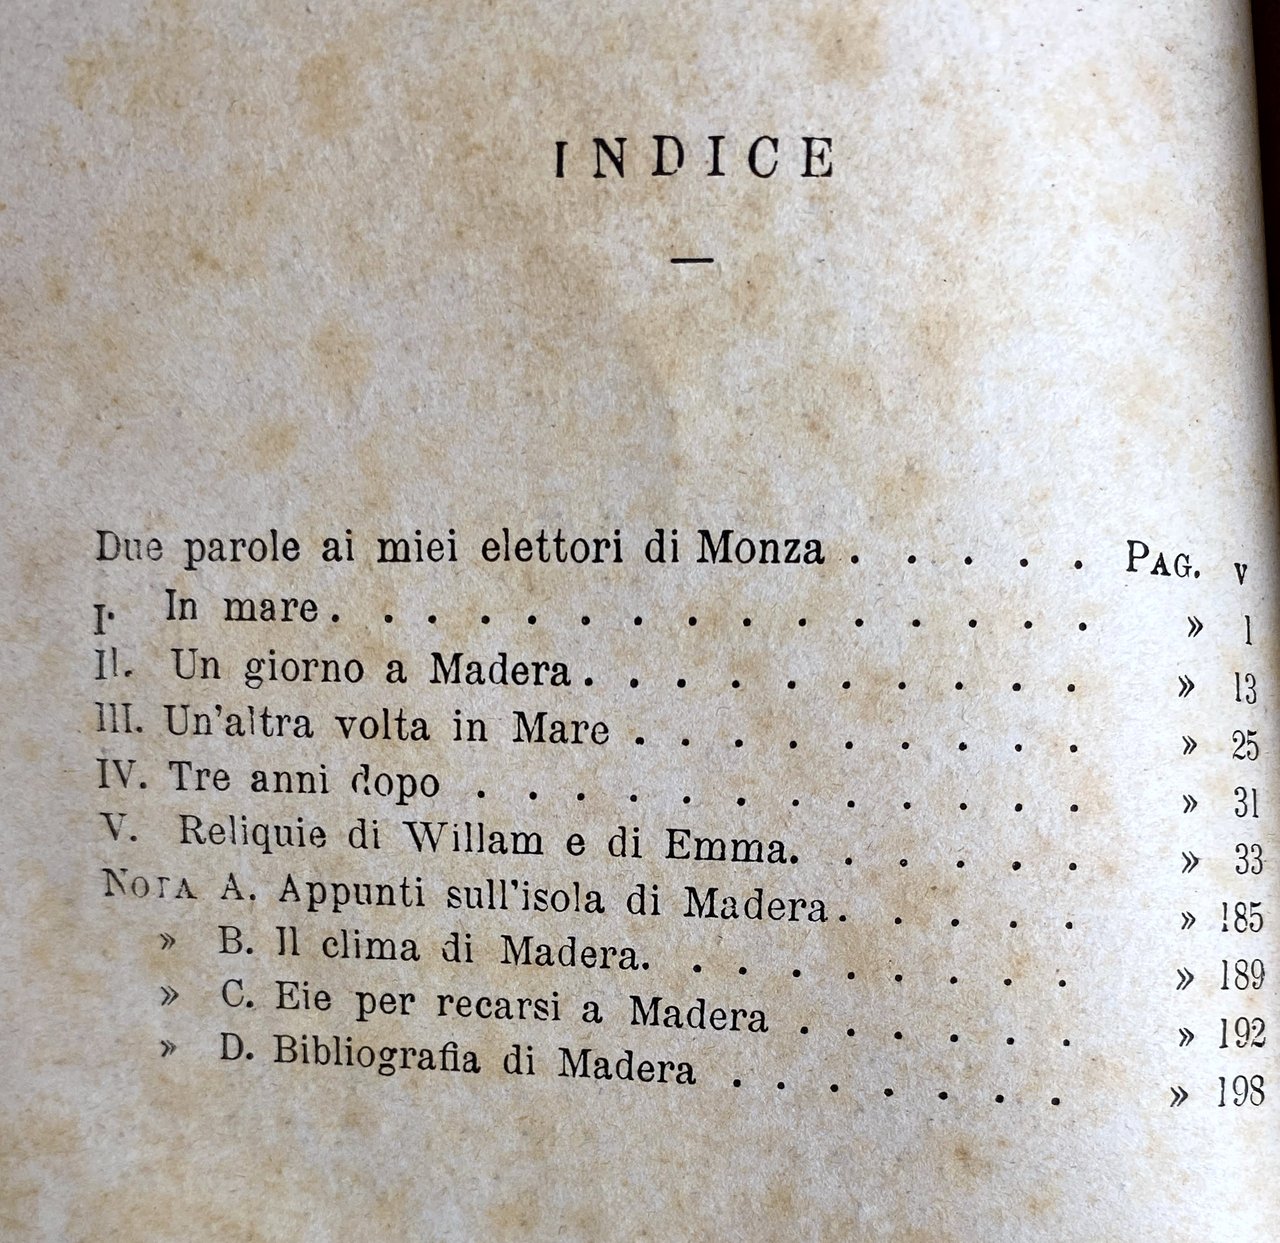 INDICE
Due parole ai miei elettori di Monza . . . . . PAG. v
I. In mare . . . . . . . . . . . . . . . » 1
II. Un giorno a Madera . . . . . . . . . . » 13
III. Un'altra volta in Mare . . . . . . . . . » 25
IV. Tre anni dopo . . . . . . . . . . . . » 31
V. Reliquie di Willam e di Emma. . . . . . » 33
NOTA A. Appunti sull'isola di Madera . . . . . » 185
» B. Il clima di Madera. . . . . . . . . » 189
» C. Eie per recarsi a Madera . . . . . . » 192
» D. Bibliografia di Madera . . . . . . . » 198